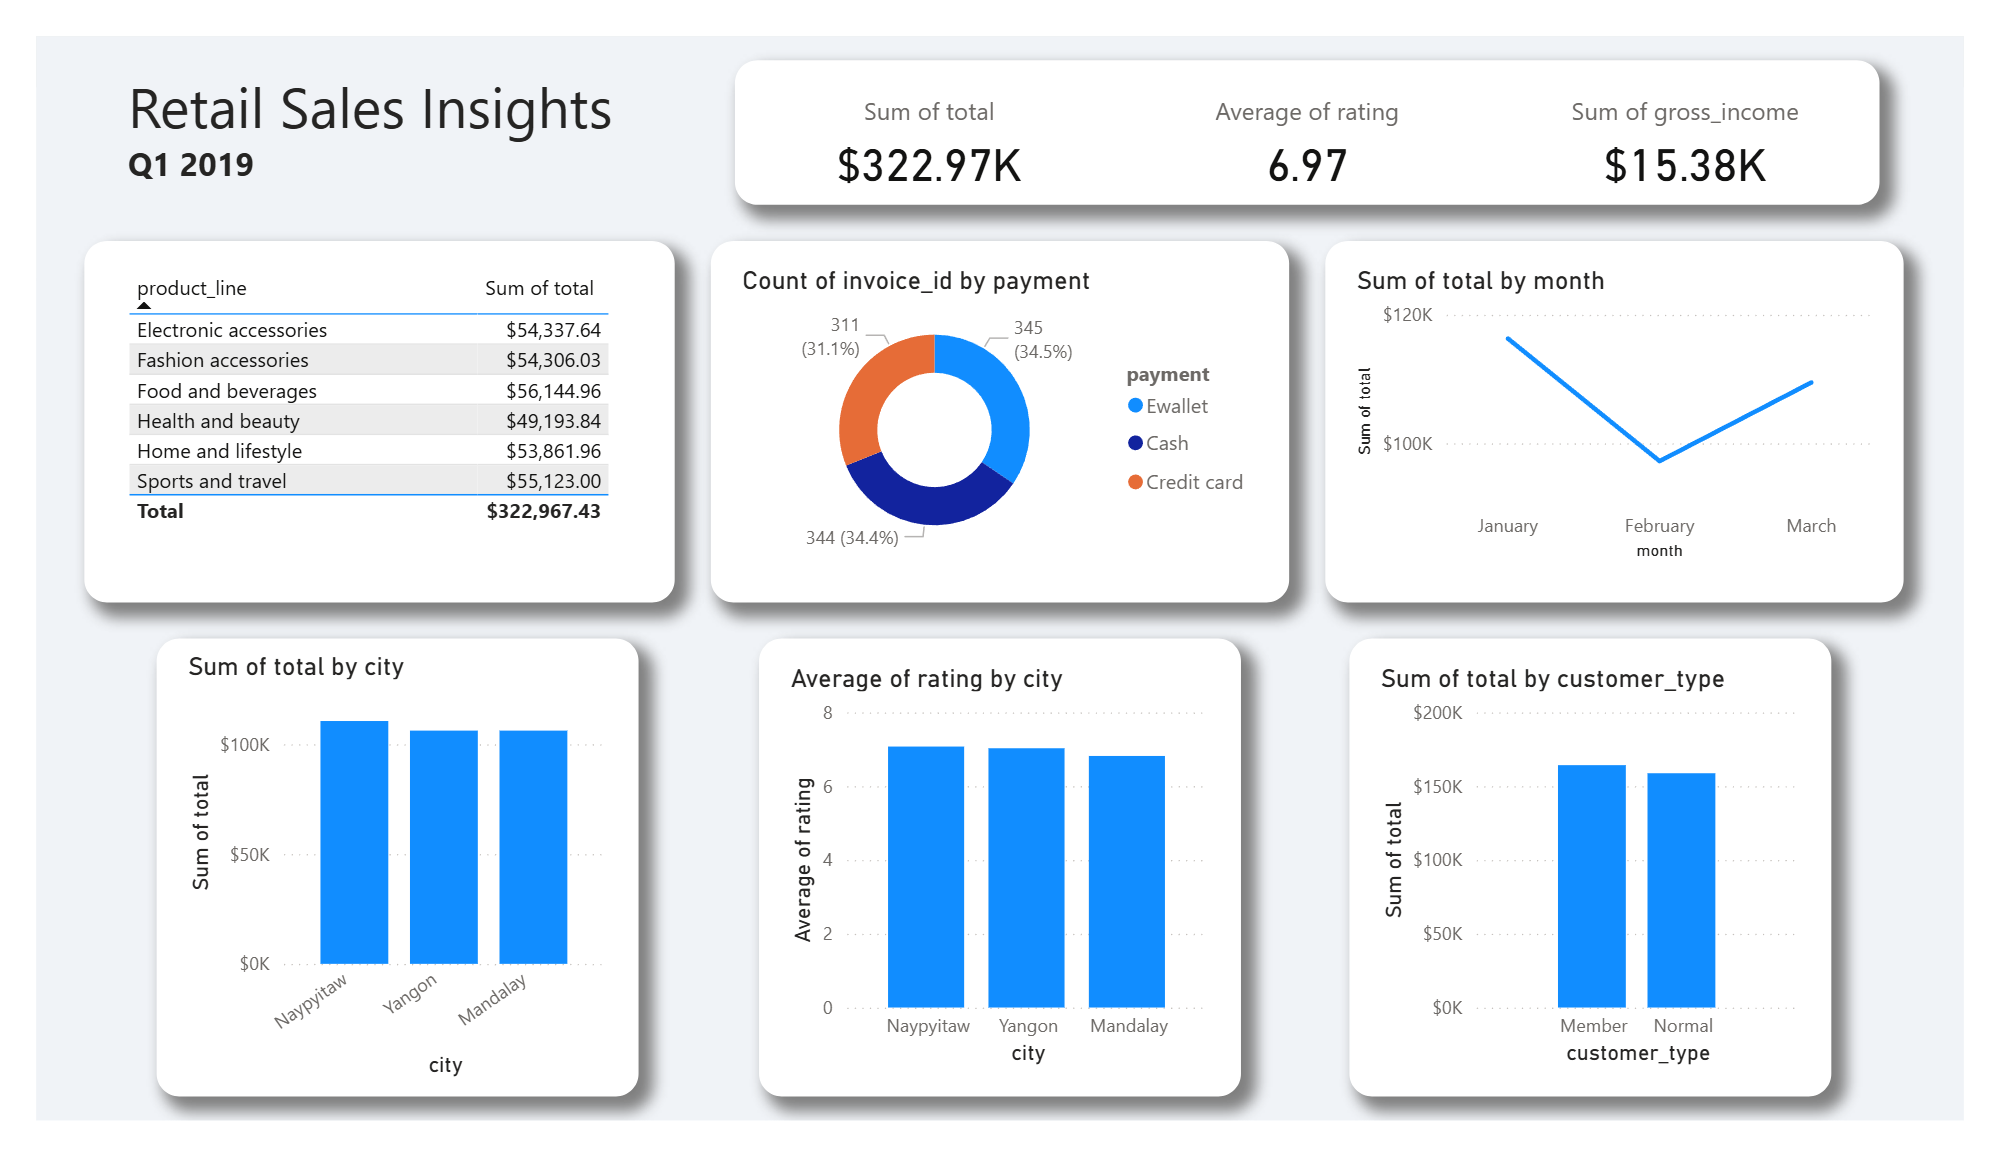 Retail Sales Insights
Q1 2019
Sum of total
$322.97K
Average of rating
6.97
Sum of gross_income
$15.38K
product_line Sum of total
Electronic accessories $54,337.64
Fashion accessories $54,306.03
Food and beverages $56,144.96
Health and beauty $49,193.84
Home and lifestyle $53,861.96
Sports and travel $55,123.00
Total $322,967.43
Count of invoice_id by payment
311
(31.1%)
345
(34.5%)
344 (34.4%)
payment
Ewallet
Cash
Credit card
Sum of total by month
$120K
$100K
Sum of total
January February March
month
Sum of total by city
$100K
$50K
$0K
Sum of total
Naypyitaw Yangon Mandalay
city
Average of rating by city
8
6
4
2
0
Average of rating
Naypyitaw Yangon Mandalay
city
Sum of total by customer_type
$200K
$150K
$100K
$50K
$0K
Sum of total
Member Normal
customer_type